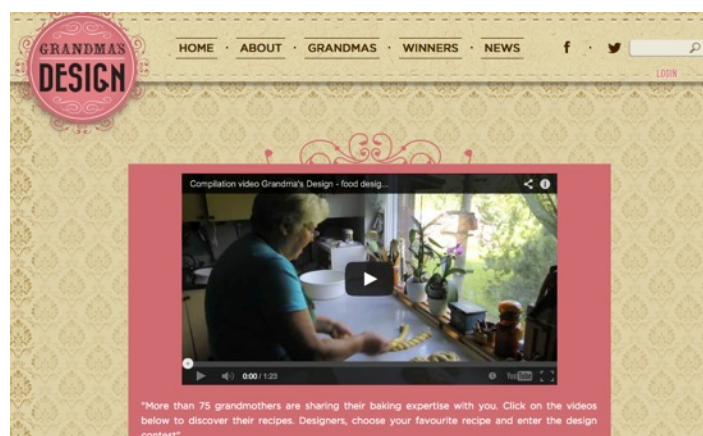 GRANDMA'S
DESIGN
HOME · ABOUT · GRANDMAS · WINNERS · NEWS
LOGIN
Compilation video Grandma's Design - food desig...
0:00 / 1:23
YouTube
"More than 75 grandmothers are sharing their baking expertise with you. Click on the videos
below to discover their recipes. Designers, choose your favourite recipe and enter the design
contest"